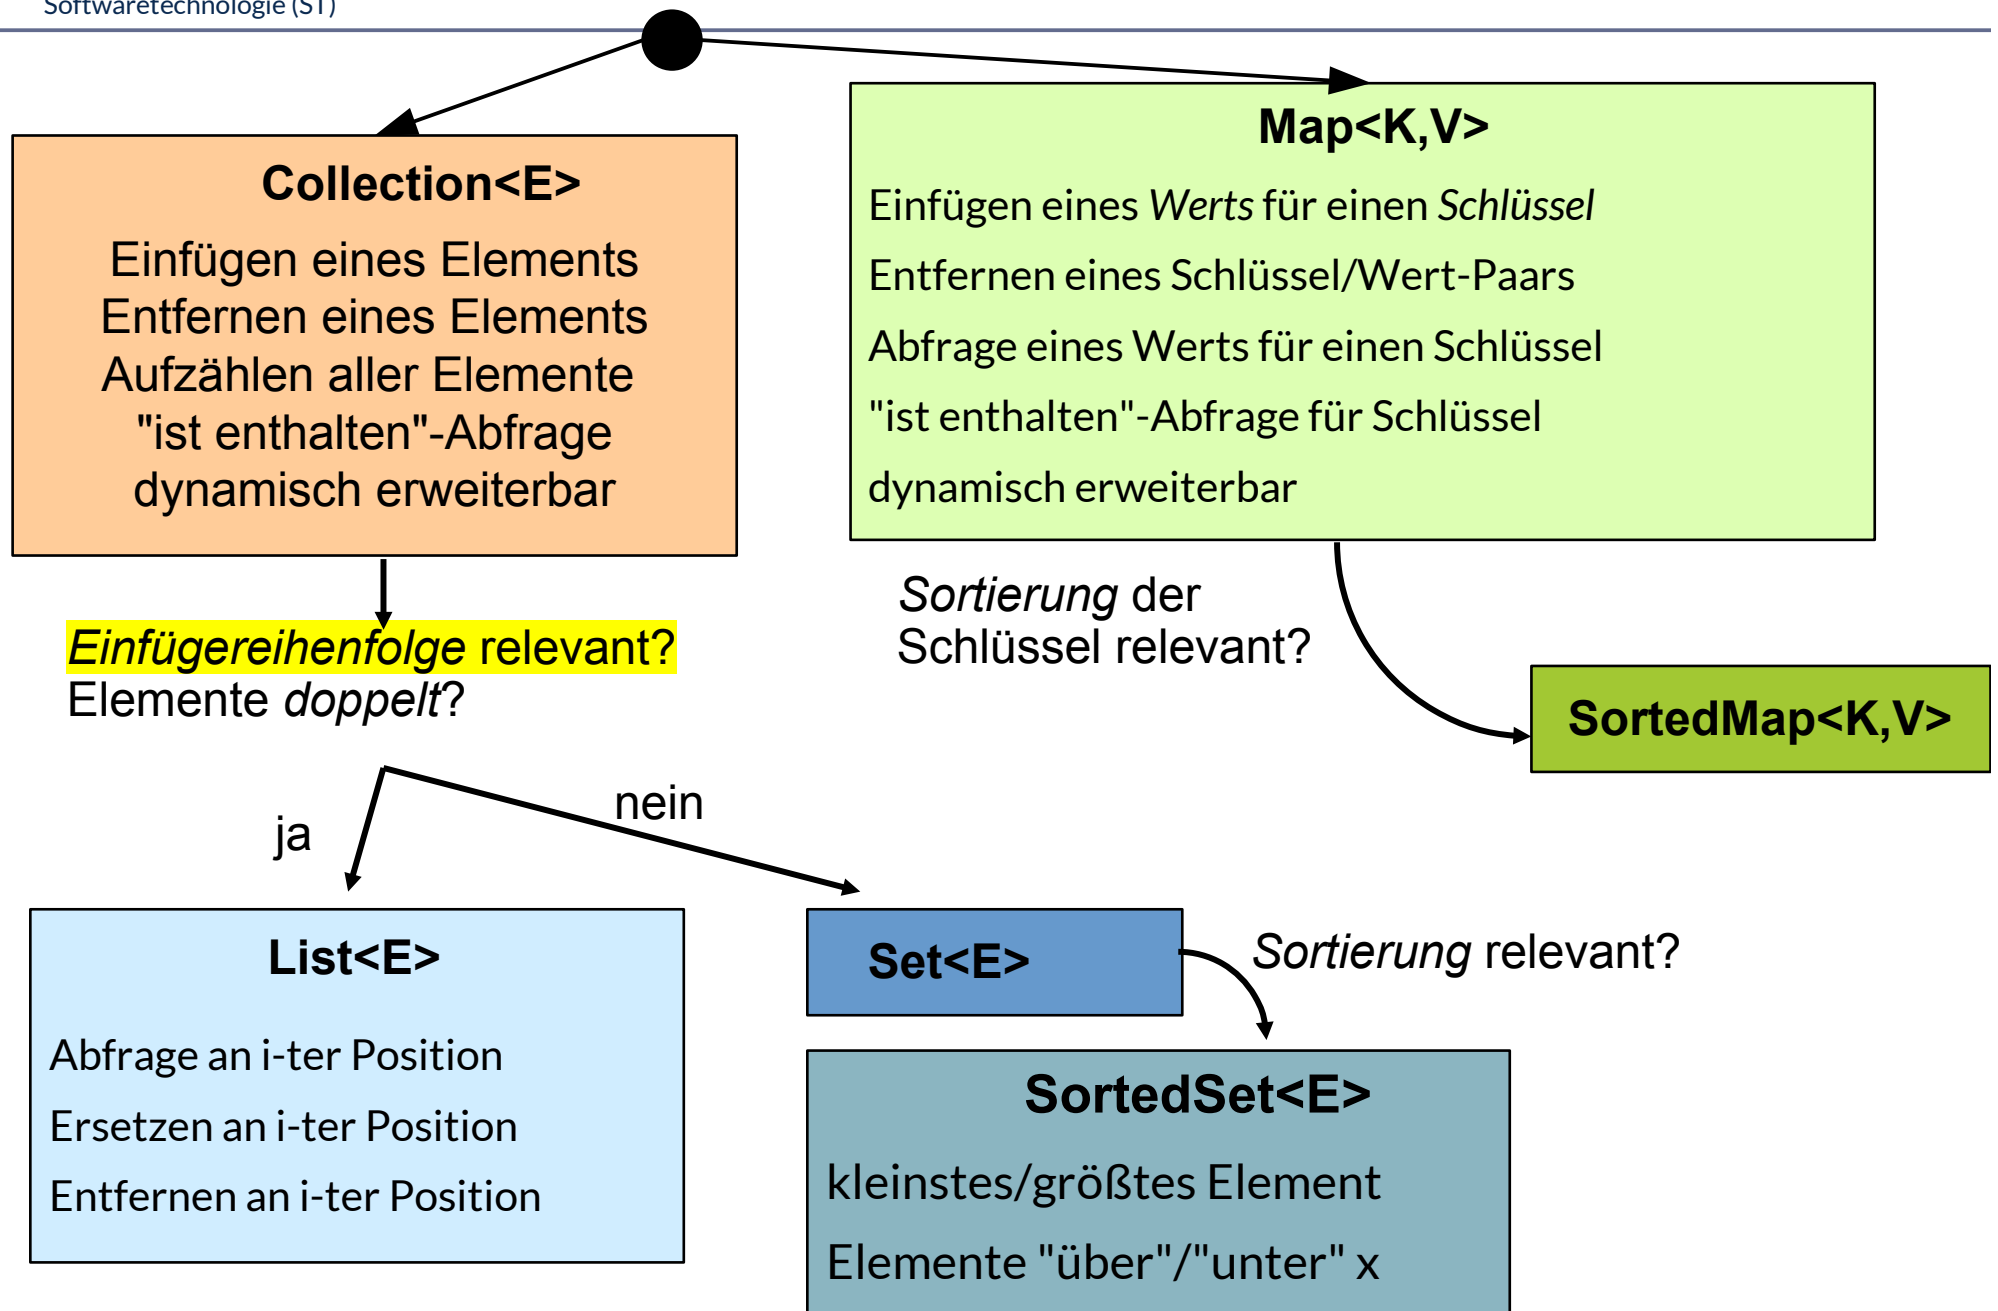 Softwaretechnologie (ST)
Collection<E>
Einfügen eines Elements
Entfernen eines Elements
Aufzählen aller Elemente
"ist enthalten"-Abfrage
dynamisch erweiterbar
Map<K,V>
Einfügen eines Werts für einen Schlüssel
Entfernen eines Schlüssel/Wert-Paars
Abfrage eines Werts für einen Schlüssel
"ist enthalten"-Abfrage für Schlüssel
dynamisch erweiterbar
Einfügereihenfolge relevant?
Elemente doppelt?
Sortierung der
Schlüssel relevant?
SortedMap<K,V>
ja
nein
List<E>
Abfrage an i-ter Position
Ersetzen an i-ter Position
Entfernen an i-ter Position
Set<E>
Sortierung relevant?
SortedSet<E>
kleinstes/größtes Element
Elemente "über"/"unter" x